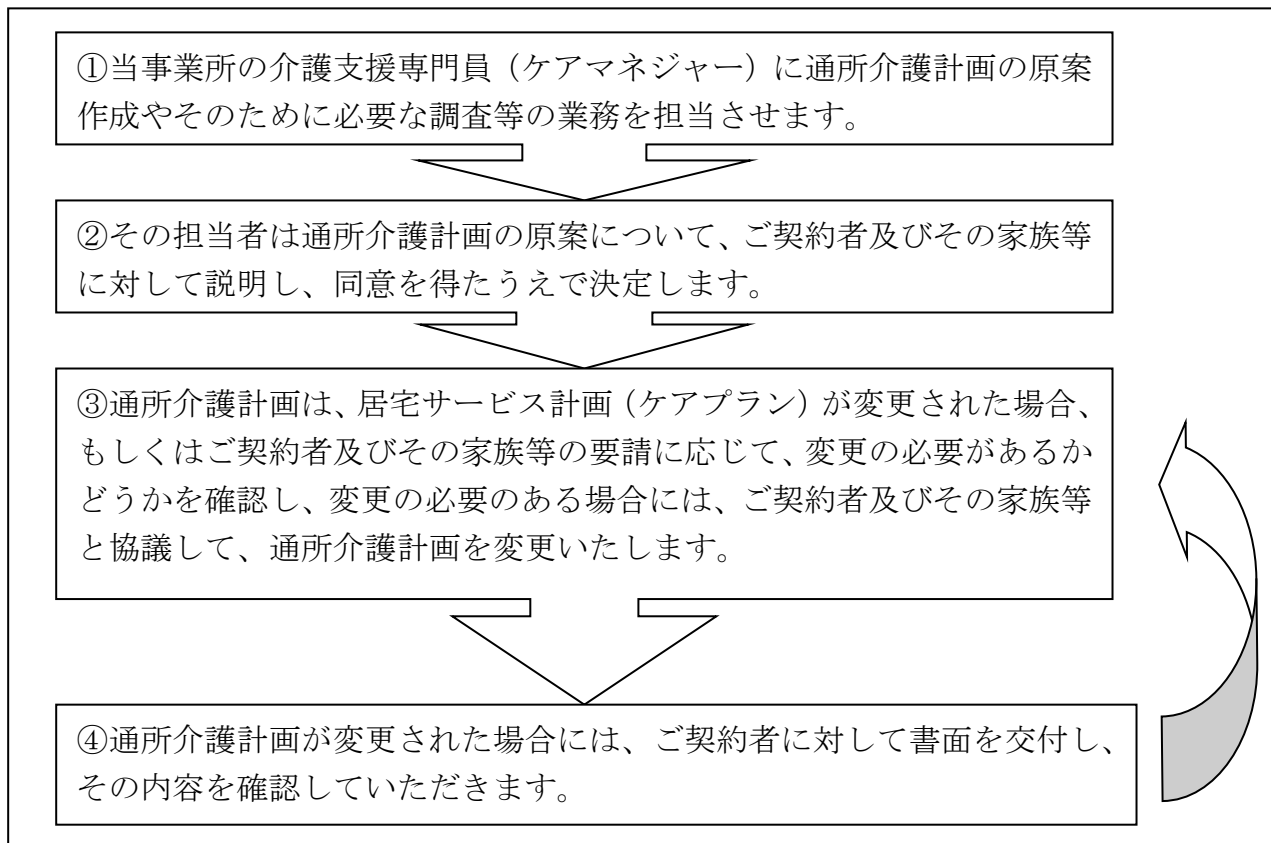 ①当事業所の介護支援専門員（ケアマネジャー）に通所介護計画の原案
作成やそのために必要な調査等の業務を担当させます。
②その担当者は通所介護計画の原案について、ご契約者及びその家族等
に対して説明し、同意を得たうえで決定します。
③通所介護計画は、居宅サービス計画（ケアプラン）が変更された場合、
もしくはご契約者及びその家族等の要請に応じて、変更の必要があるか
どうかを確認し、変更の必要のある場合には、ご契約者及びその家族等
と協議して、通所介護計画を変更いたします。
④通所介護計画が変更された場合には、ご契約者に対して書面を交付し、
その内容を確認していただきます。